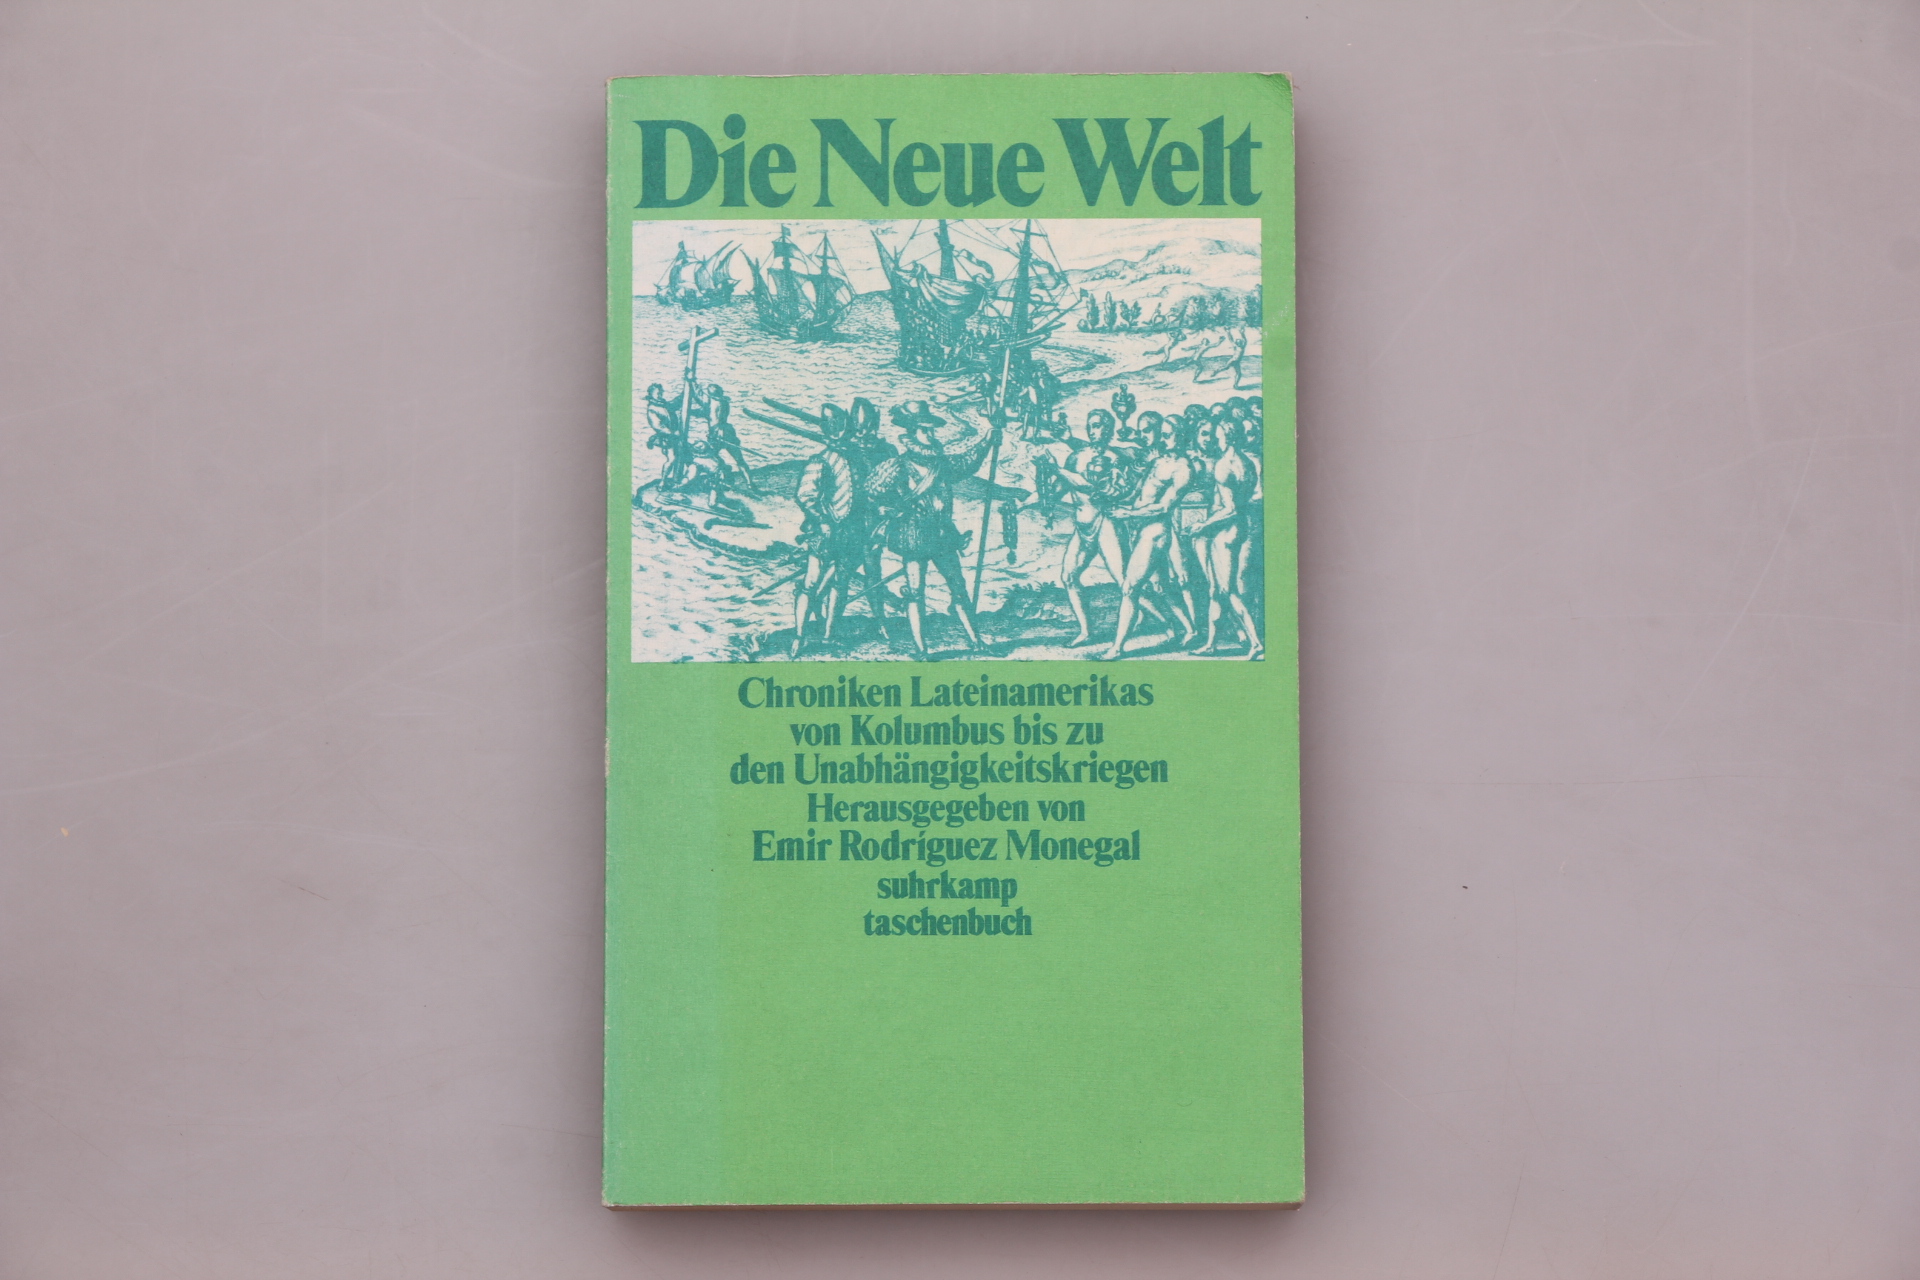 Die Neue Welt
Chroniken Lateinamerikas
von Kolumbus bis zu
den Unabhängigkeitskriegen
Herausgegeben von
Emir Rodríguez Monegal
suhrkamp
taschenbuch